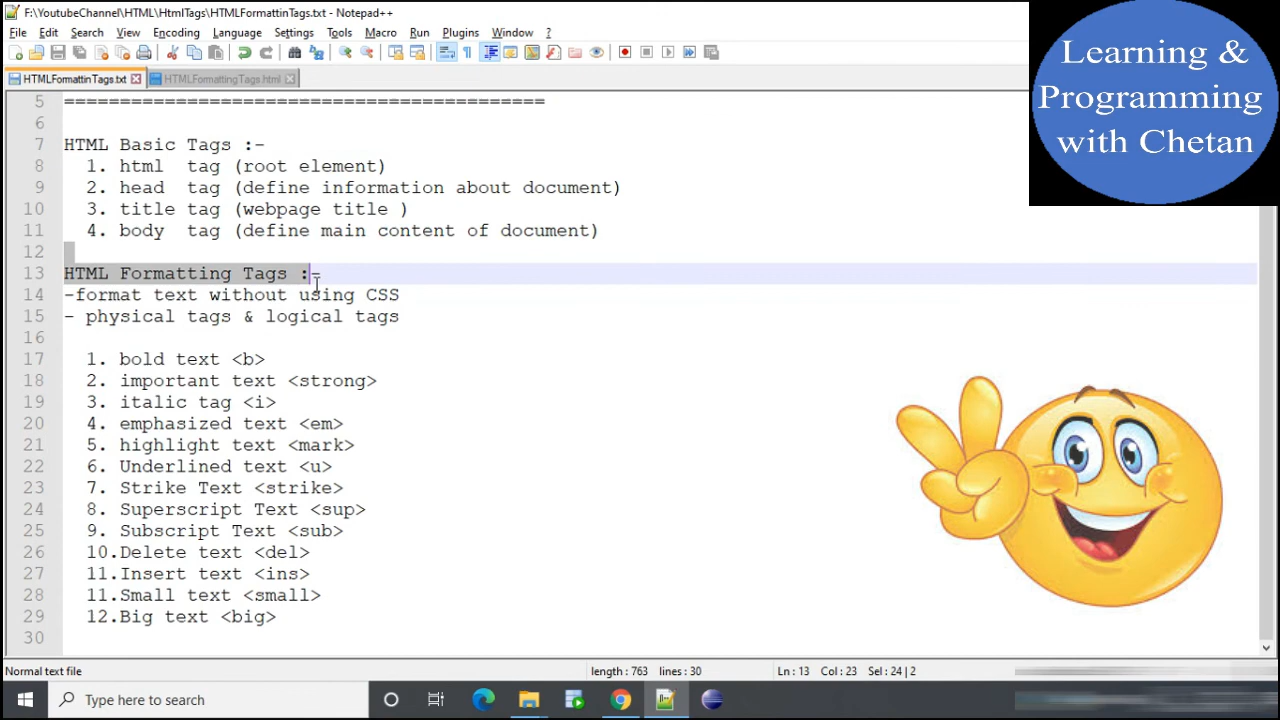 F:\YoutubeChannel\HTML\HtmlTags\HTMLFormattinTags.txt - Notepad++
File Edit Search View Encoding Language Settings Tools Macro Run Plugins Window ?
HTMLFormattinTags.txt HTMLFormattingTags.html
Learning &
Programming
with Chetan
5 ===========================================
6
7 HTML Basic Tags :-
8 1. html tag (root element)
9 2. head tag (define information about document)
10 3. title tag (webpage title )
11 4. body tag (define main content of document)
12
13 HTML Formatting Tags :-
14 -format text without using CSS
15 - physical tags & logical tags
16
17 1. bold text <b>
18 2. important text <strong>
19 3. italic tag <i>
20 4. emphasized text <em>
21 5. highlight text <mark>
22 6. Underlined text <u>
23 7. Strike Text <strike>
24 8. Superscript Text <sup>
25 9. Subscript Text <sub>
26 10.Delete text <del>
27 11.Insert text <ins>
28 11.Small text <small>
29 12.Big text <big>
30
Normal text file length : 763 lines : 30 Ln : 13 Col : 23 Sel : 24 | 2
Type here to search